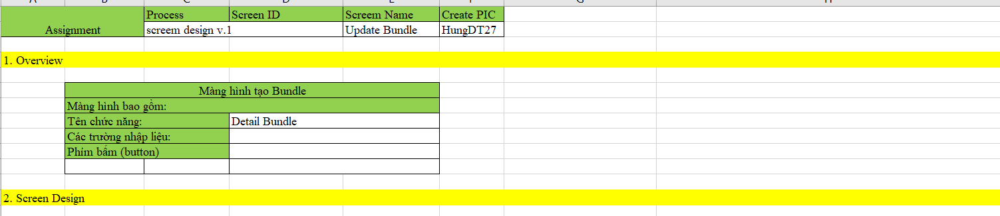 Process Screen ID Screem Name Create PIC
Assignment screem design v.1 Update Bundle HungDT27
1. Overview
Màng hình tạo Bundle
Màng hình bao gồm:
Tên chức năng: Detail Bundle
Các trường nhập liệu:
Phím bấm (button)
2. Screen Design